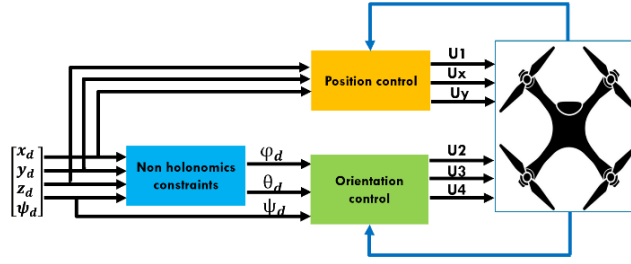 U1
Position control
Ux
Uy
x_d
y_d
z_d
ψ_d
Non holonomics
constraints
φ_d
θ_d
ψ_d
Orientation
control
U2
U3
U4